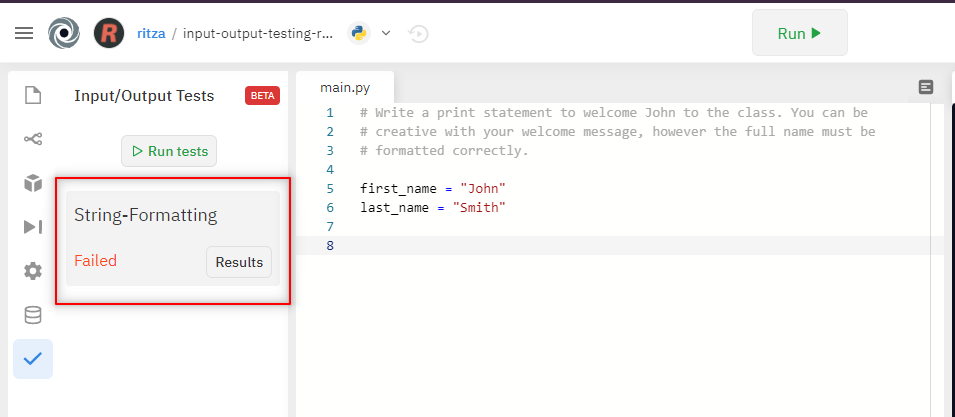 R ritza / input-output-testing-r...
Run
Input/Output Tests BETA
Run tests
String-Formatting
Failed Results
main.py
1 # Write a print statement to welcome John to the class. You can be
2 # creative with your welcome message, however the full name must be
3 # formatted correctly.
4
5 first_name = "John"
6 last_name = "Smith"
7
8